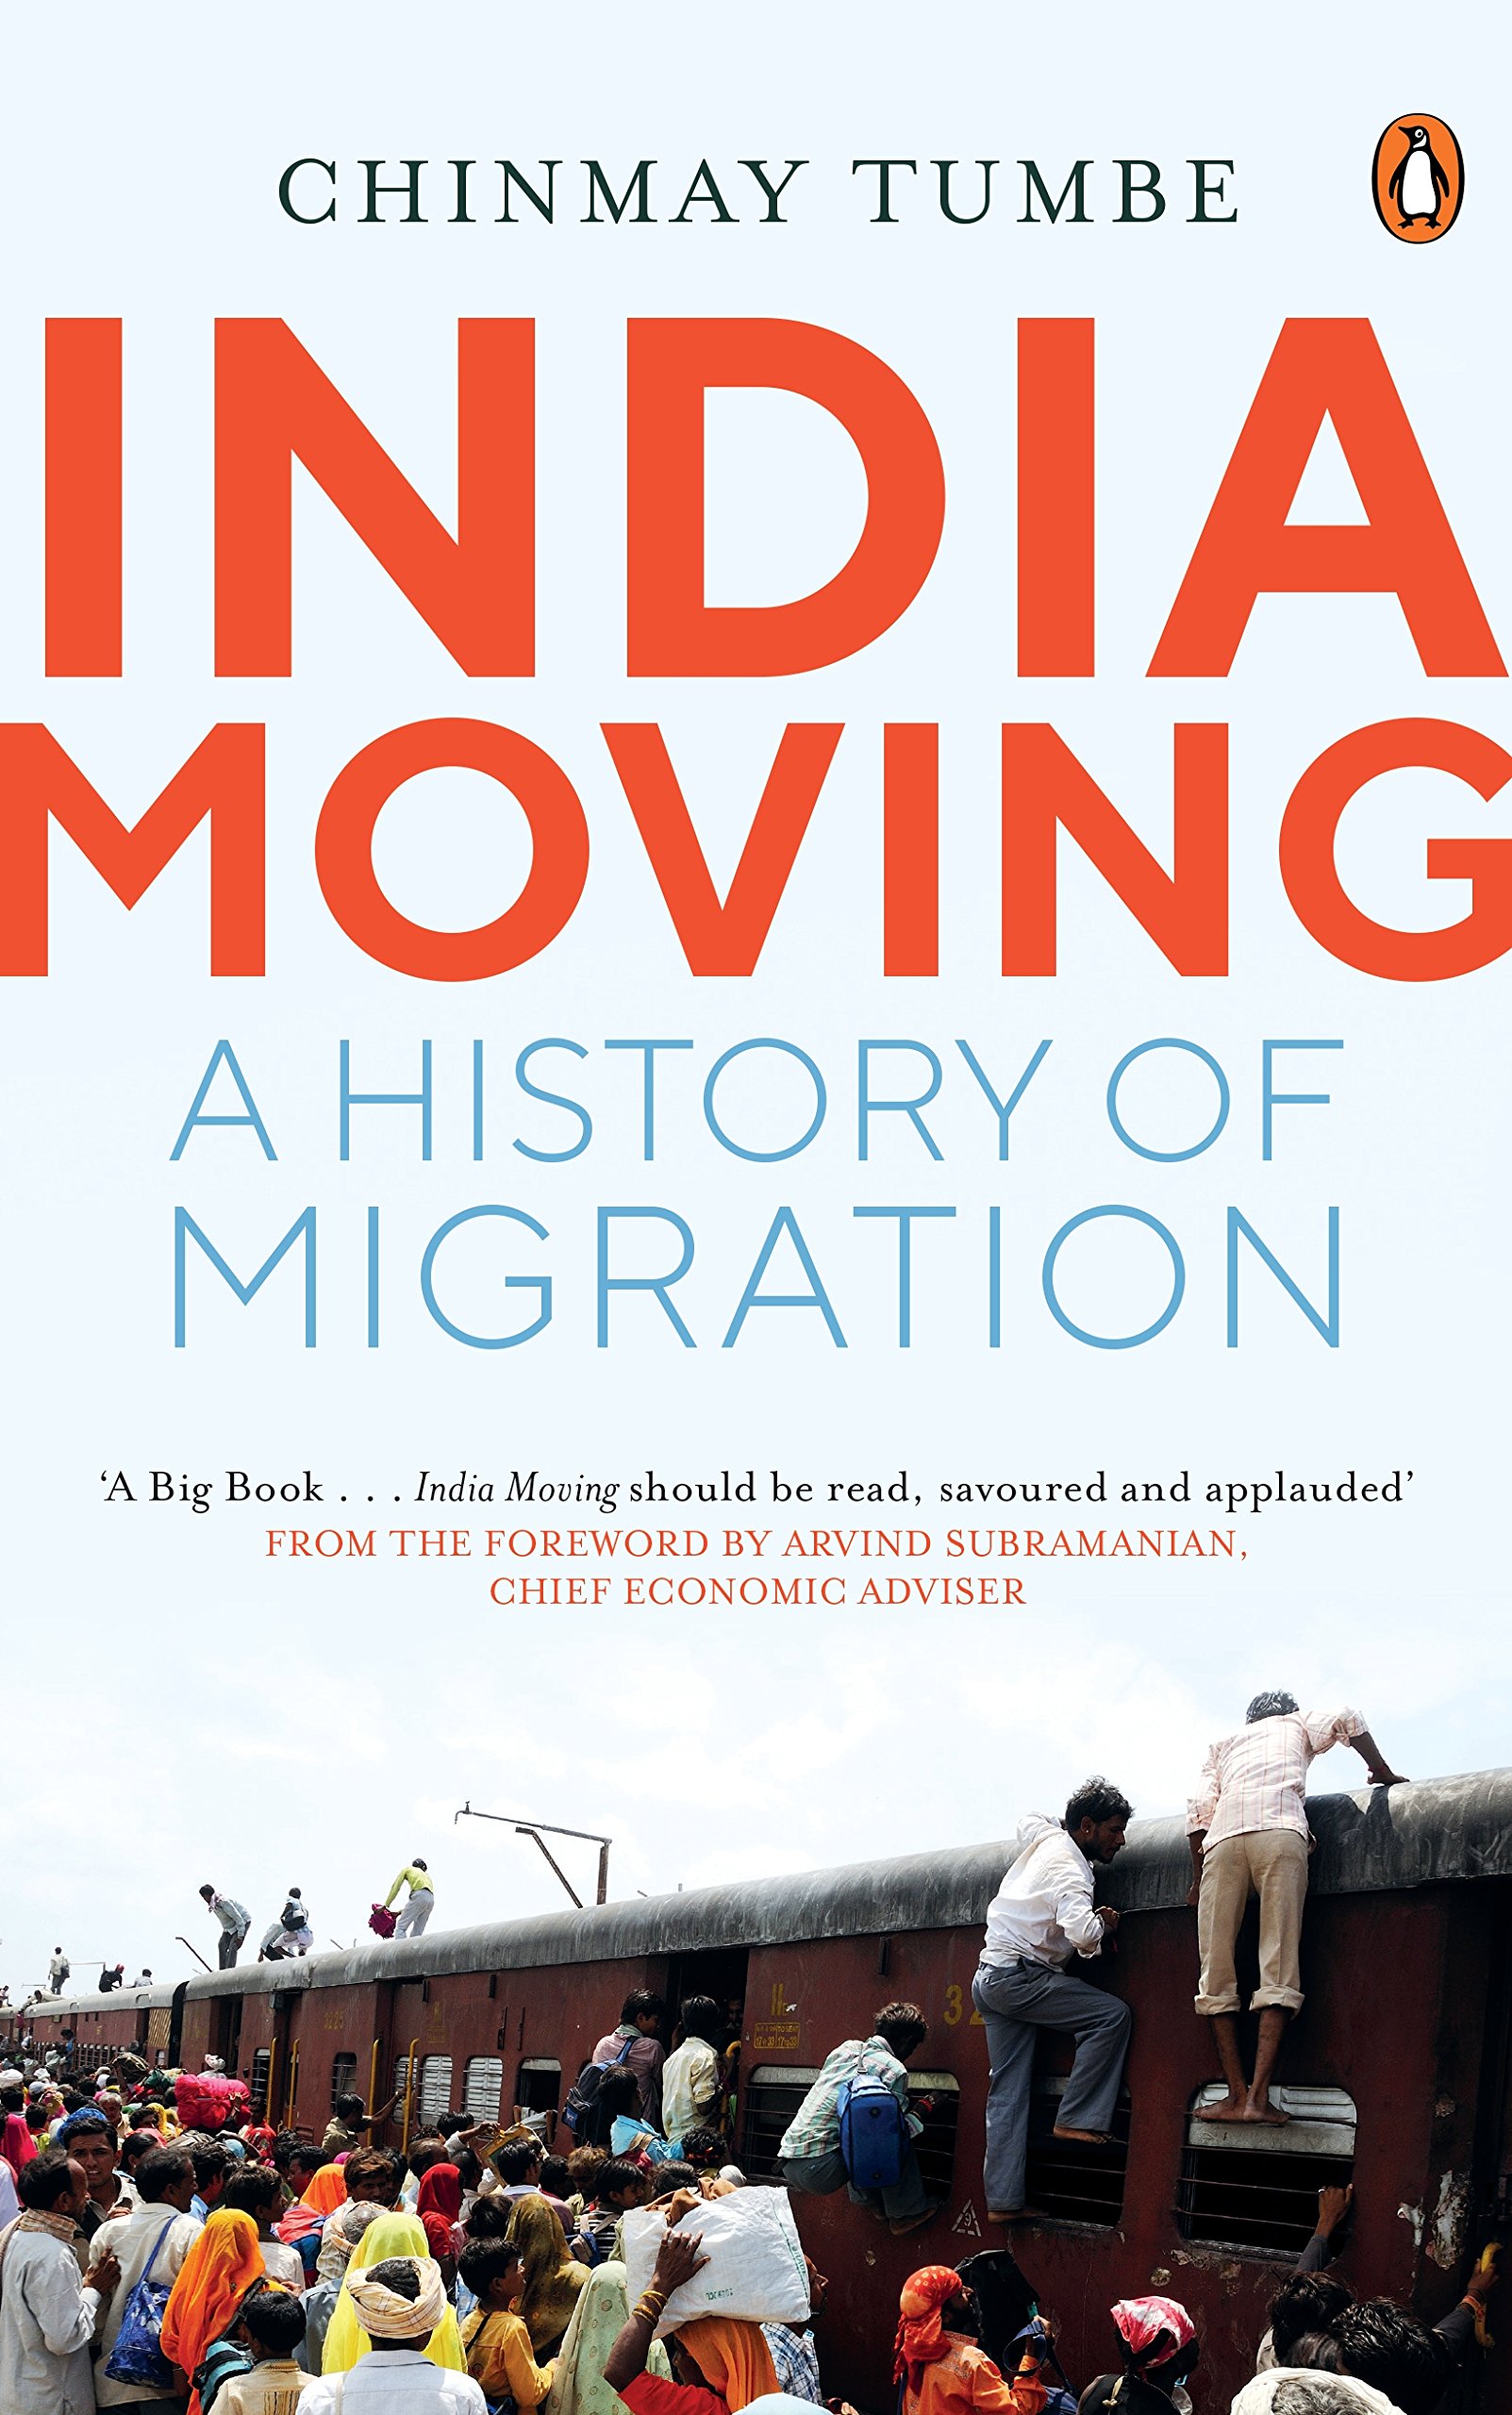 CHINMAY TUMBE
INDIA
MOVING
A HISTORY OF
MIGRATION
‘A Big Book . . . India Moving should be read, savoured and applauded’
FROM THE FOREWORD BY ARVIND SUBRAMANIAN,
CHIEF ECONOMIC ADVISER